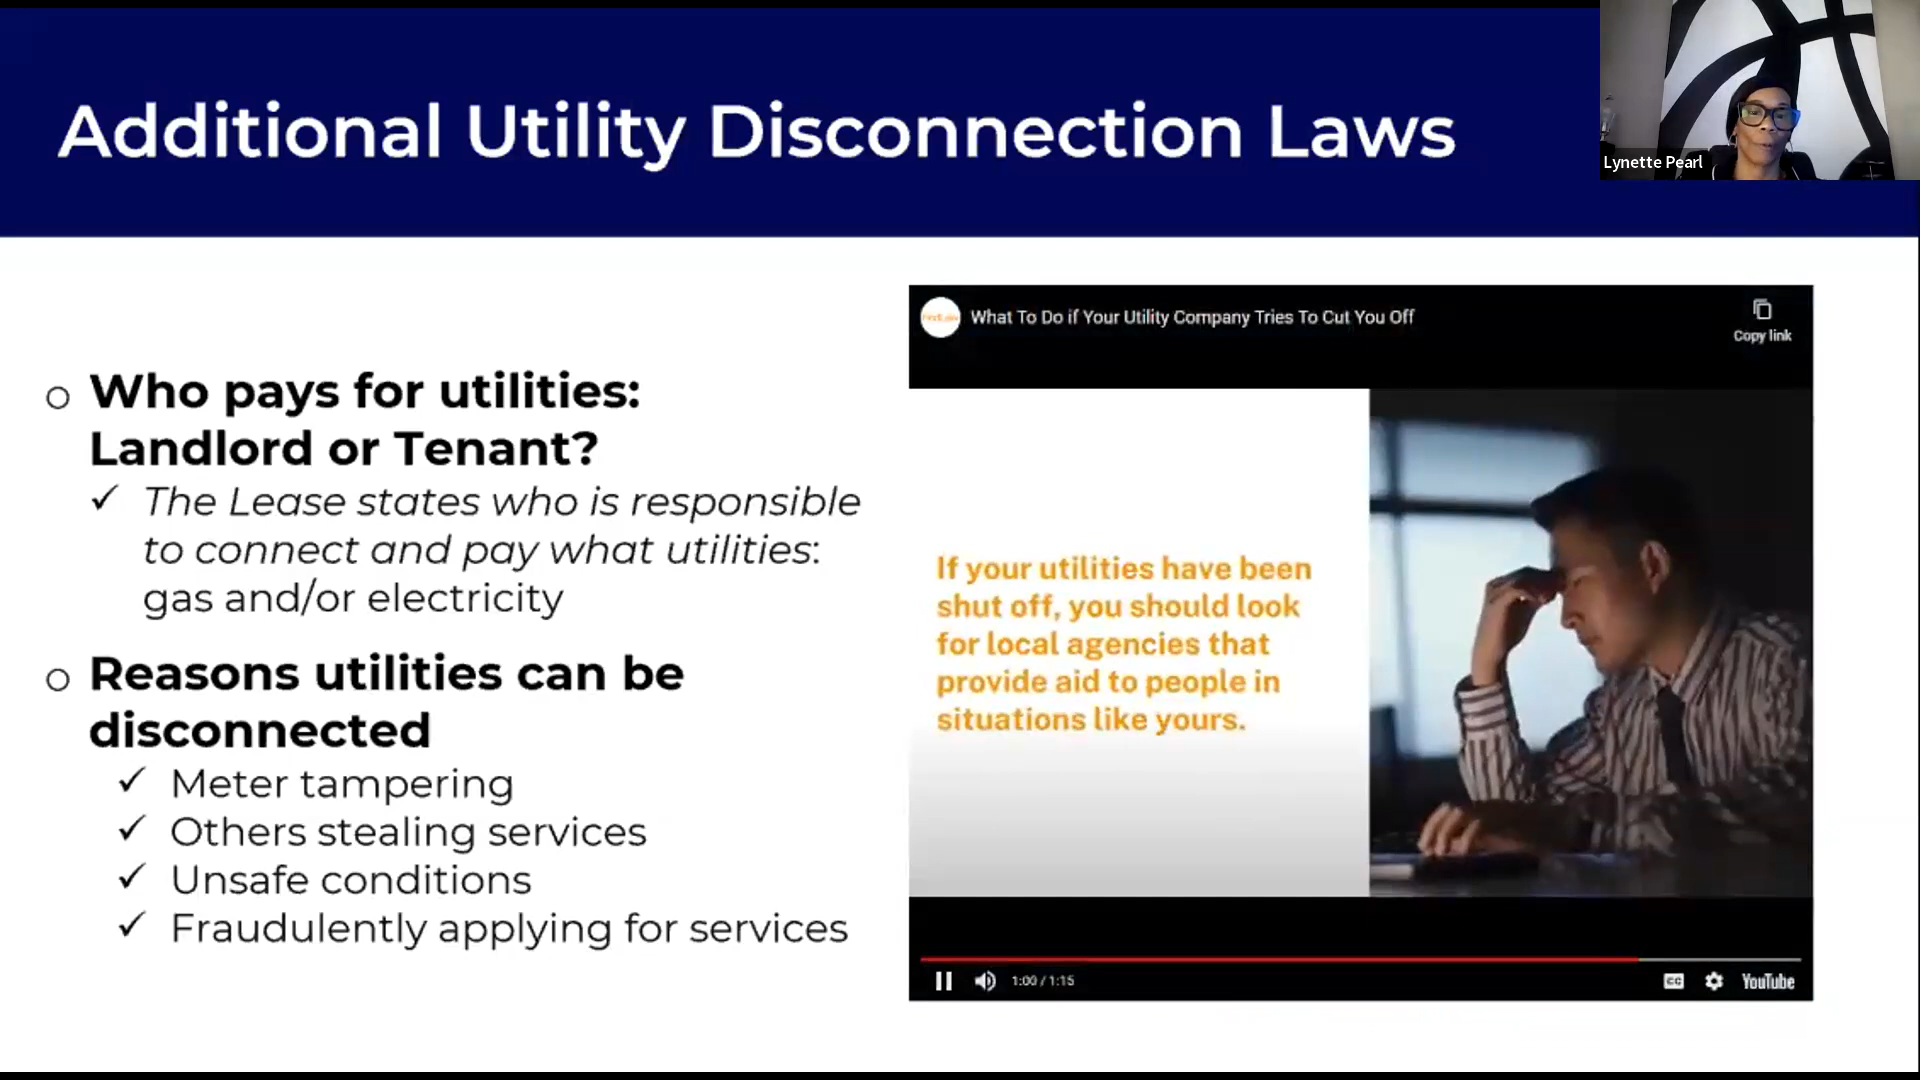 Additional Utility Disconnection Laws
Lynette Pearl
Who pays for utilities:
Landlord or Tenant?
The Lease states who is responsible
to connect and pay what utilities:
gas and/or electricity
Reasons utilities can be
disconnected
Meter tampering
Others stealing services
Unsafe conditions
Fraudulently applying for services
What To Do if Your Utility Company Tries To Cut You Off
Copy link
If your utilities have been
shut off, you should look
for local agencies that
provide aid to people in
situations like yours.
1:00 / 1:15
CC
YouTube